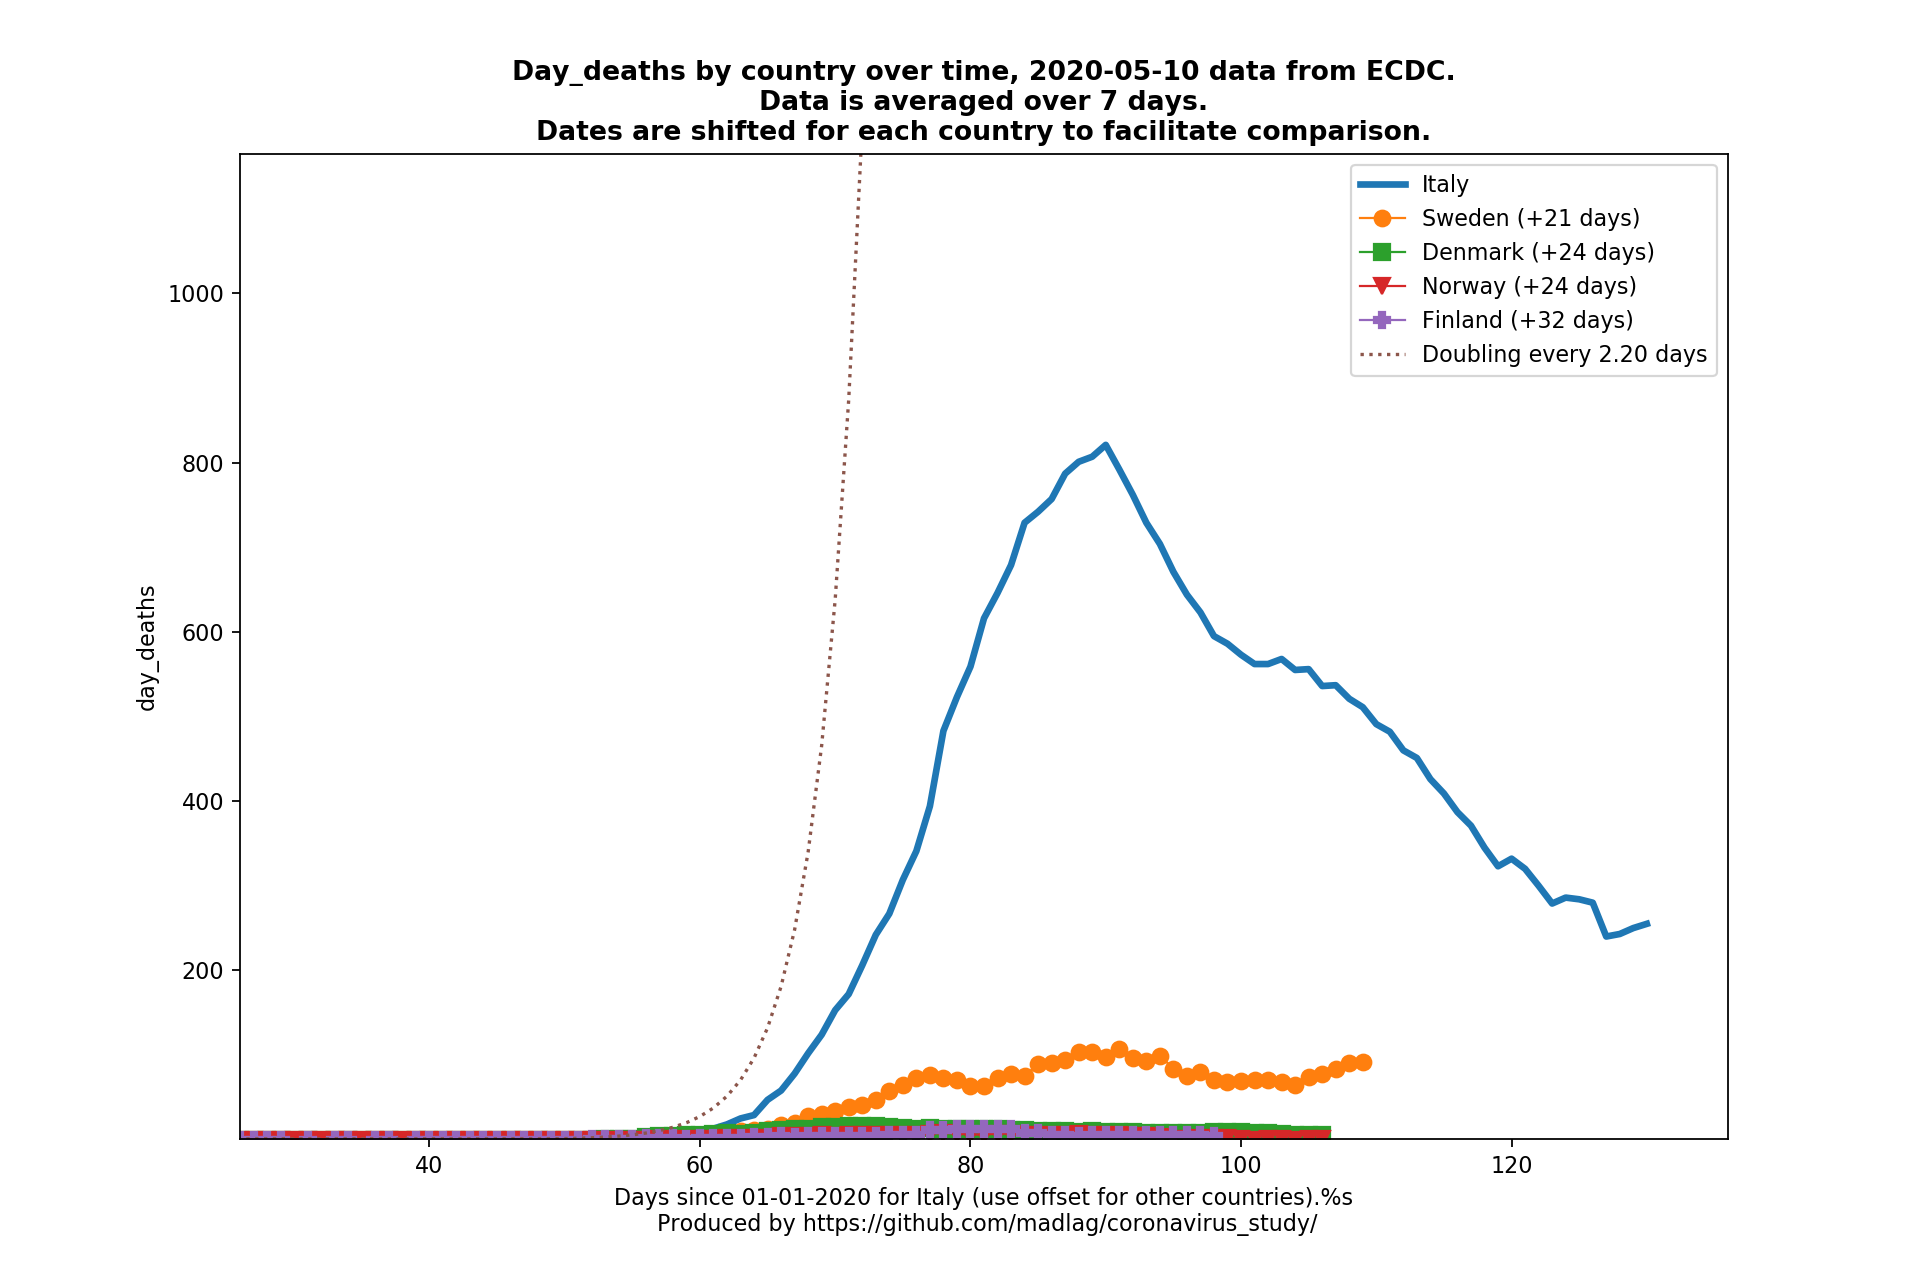 Day_deaths by country over time, 2020-05-10 data from ECDC.
Data is averaged over 7 days.
Dates are shifted for each country to facilitate comparison.
Italy
Sweden (+21 days)
Denmark (+24 days)
Norway (+24 days)
Finland (+32 days)
Doubling every 2.20 days
1000
800
600
400
200
day_deaths
40 60 80 100 120
Days since 01-01-2020 for Italy (use offset for other countries).%s
Produced by https://github.com/madlag/coronavirus_study/